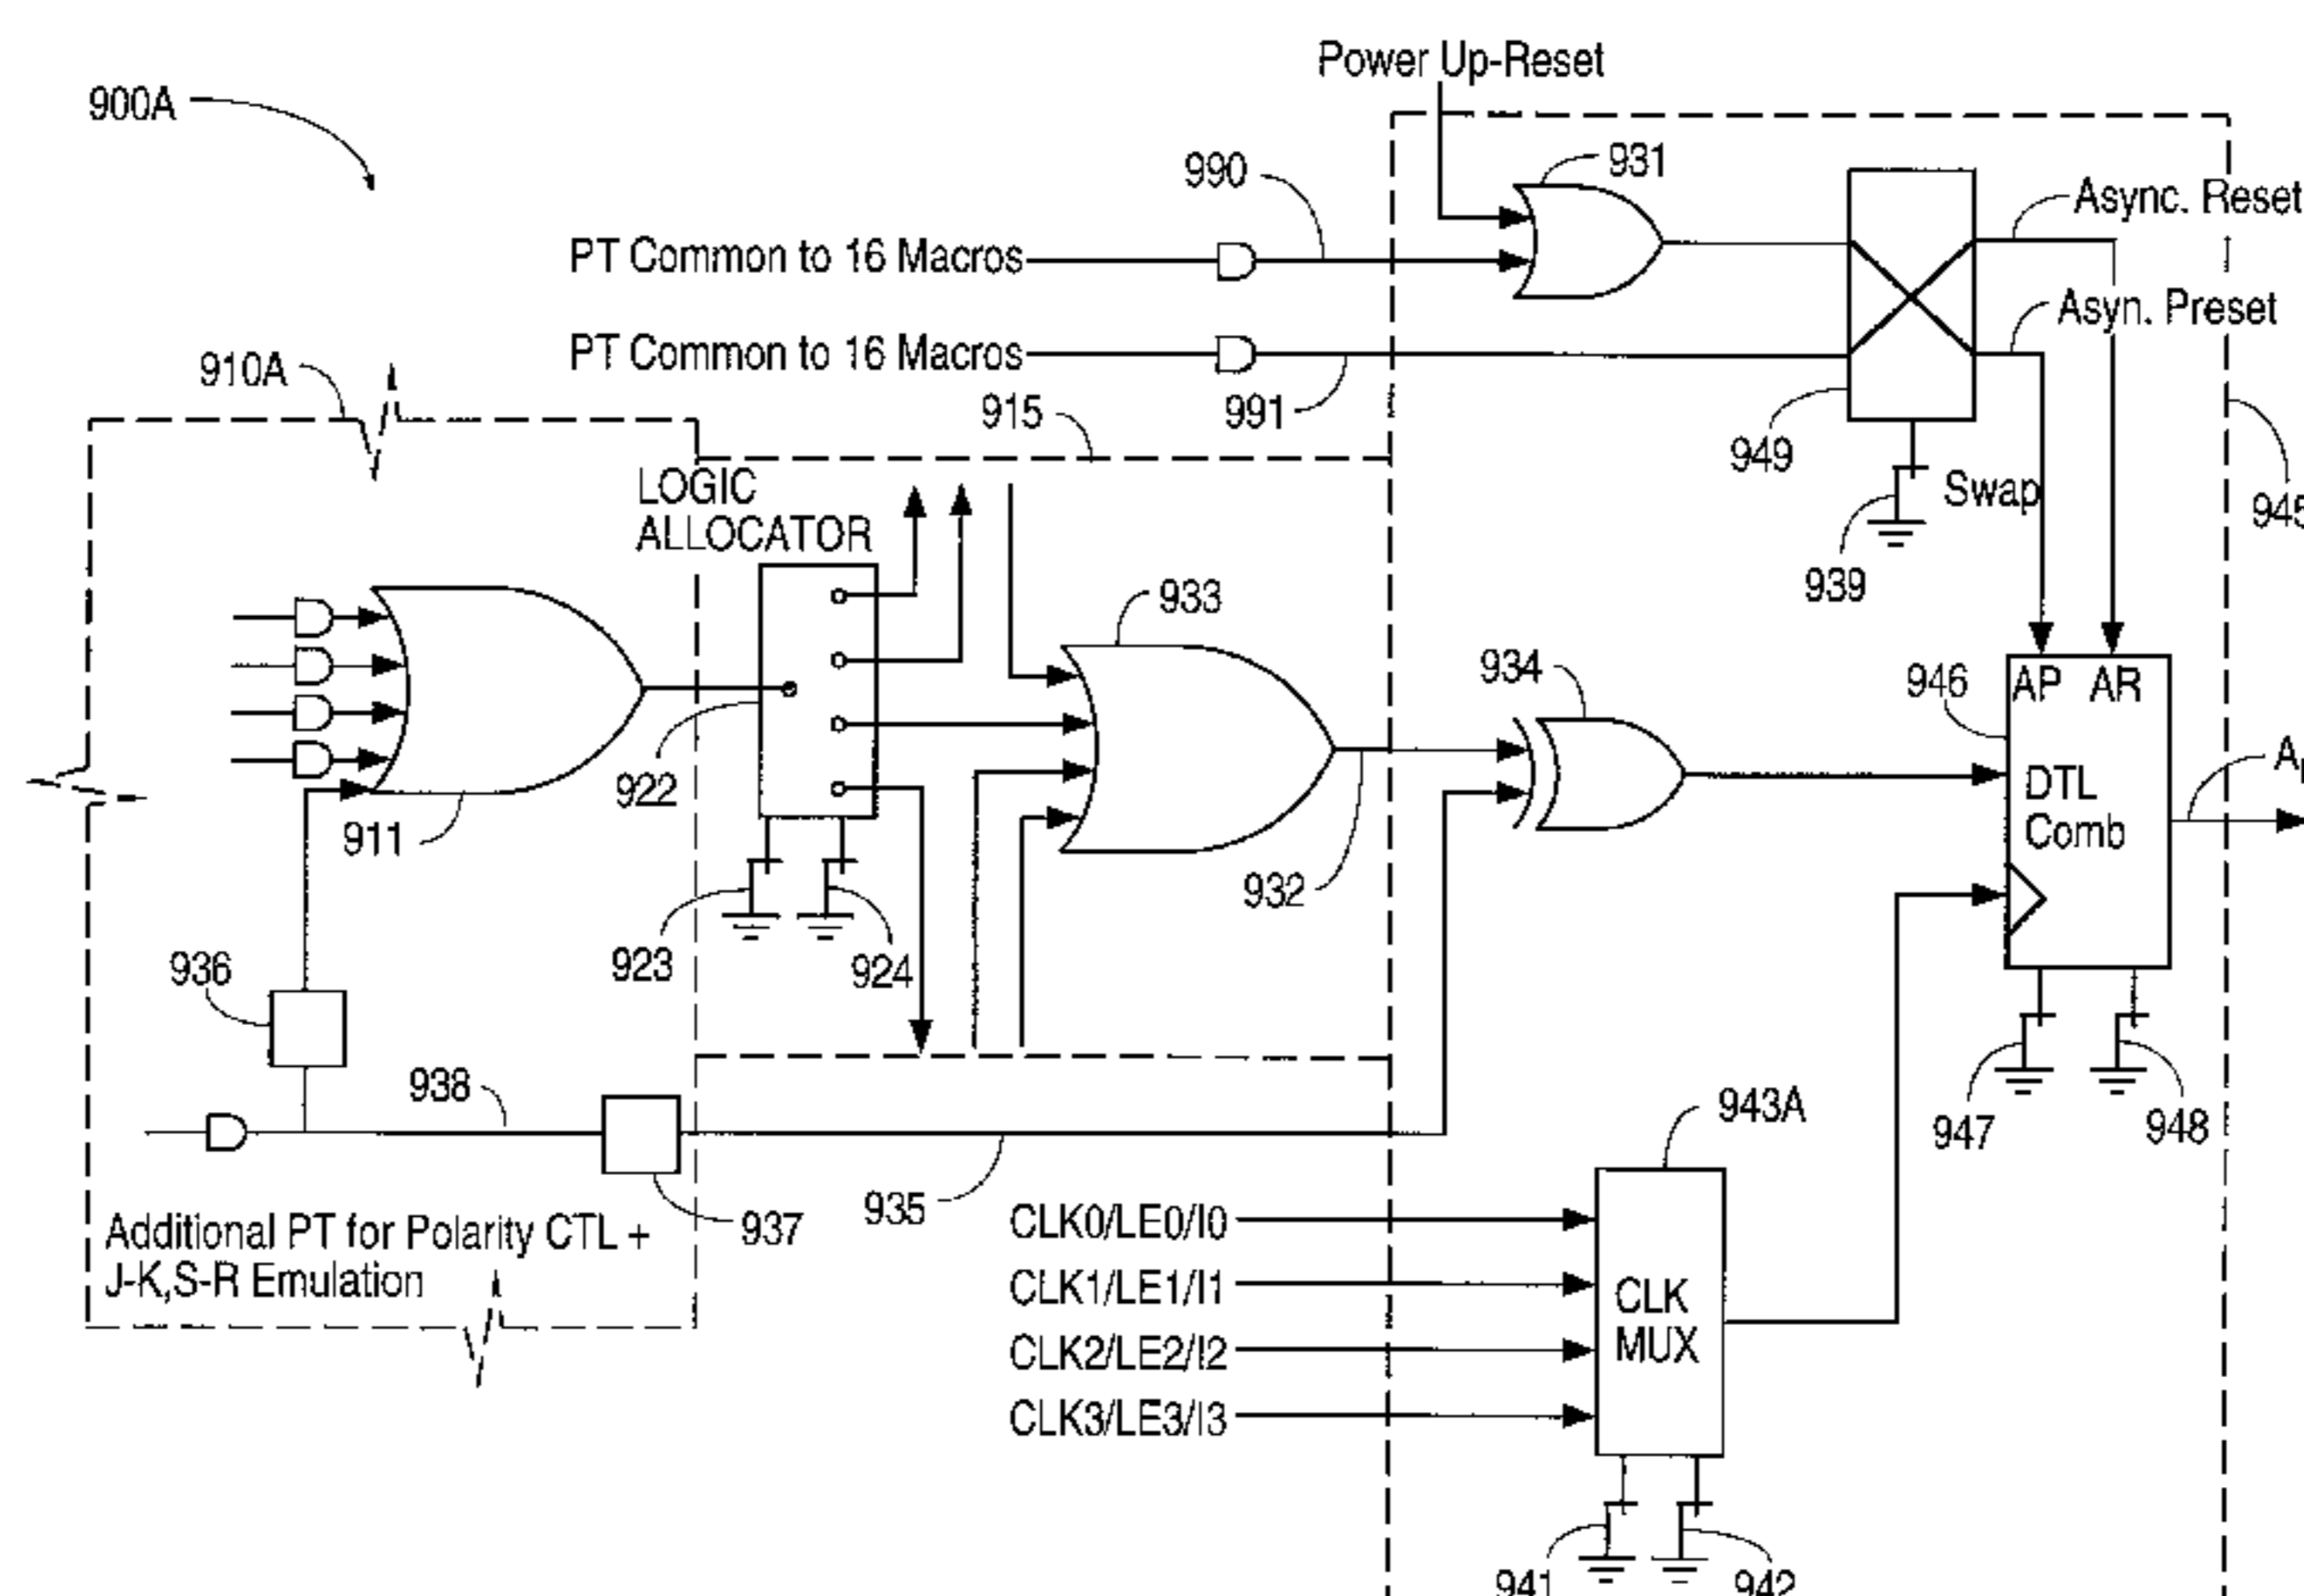 Power Up-Reset
900A
990
931
Async. Reset
PT Common to 16 Macros
Asyn. Preset
910A
PT Common to 16 Macros
915
991
949
LOGIC
ALLOCATOR
Swap
945
939
933
934
946
AP AR
922
DTL
Comb
911
932
923
924
936
938
943A
947
948
935
937
CLK0/LE0/I0
Additional PT for Polarity CTL +
J-K,S-R Emulation
CLK1/LE1/I1
CLK
MUX
CLK2/LE2/I2
CLK3/LE3/I3
941
942